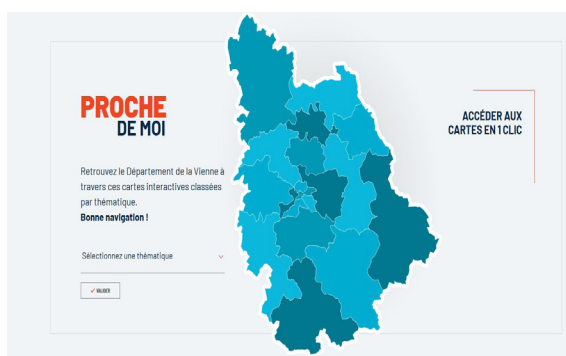 PROCHE
DE MOI
Retrouvez le Département de la Vienne à
travers ces cartes interactives classées
par thématique.
Bonne navigation !
Sélectionnez une thématique
VALIDER
ACCÉDER AUX
CARTES EN 1 CLIC